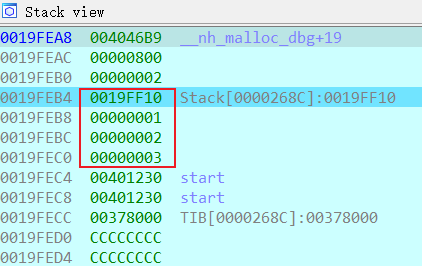 Stack view
0019FEA8 004046B9 __nh_malloc_dbg+19
0019FEAC 00000800
0019FEB0 00000002
0019FEB4 0019FF10 Stack[0000268C]:0019FF10
0019FEB8 00000001
0019FEBC 00000002
0019FEC0 00000003
0019FEC4 00401230 start
0019FEC8 00401230 start
0019FECC 00378000 TIB[0000268C]:00378000
0019FED0 CCCCCCCC
0019FED4 CCCCCCCC